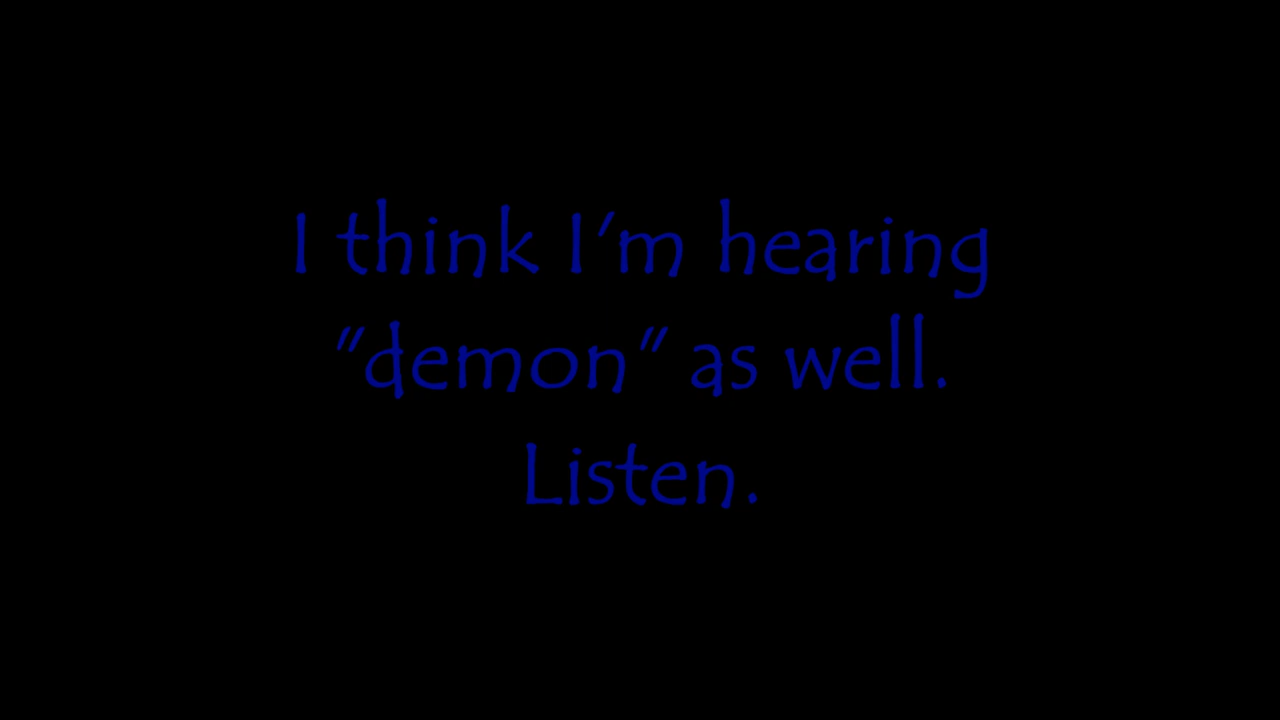 I think I'm hearing
"demon" as well.
Listen.